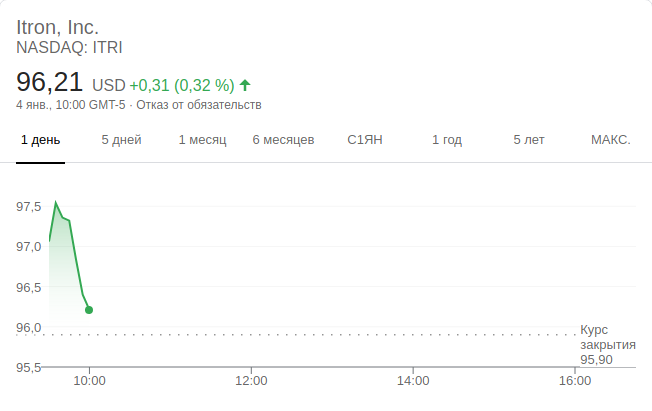 Itron, Inc.
NASDAQ: ITRI
96,21 USD +0,31 (0,32 %)
4 янв., 10:00 GMT-5 · Отказ от обязательств
1 день 5 дней 1 месяц 6 месяцев С1ЯН 1 год 5 лет МАКС.
97,5
97,0
96,5
96,0
Курс
закрытия
95,90
95,5
10:00 12:00 14:00 16:00